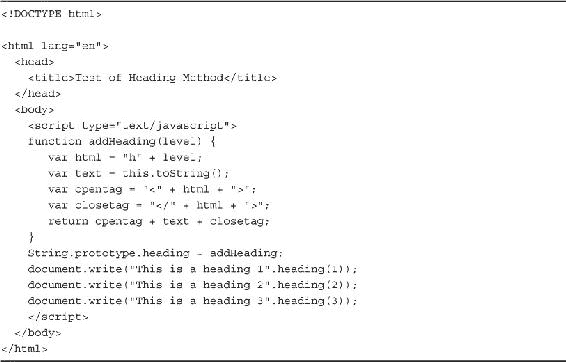 <!DOCTYPE html>
<html lang="en">
<head>
<title>Test of Heading Method</title>
</head>
<body>
<script type="text/javascript">
function addHeading(level) {
var html = "h" + level;
var text = this.toString();
var opentag = "<" + html + ">";
var closetag = "</" + html + ">";
return opentag + text + closetag;
}
String.prototype.heading = addHeading;
document.write("This is a heading 1".heading(1));
document.write("This is a heading 2".heading(2));
document.write("This is a heading 3".heading(3));
</script>
</body>
</html>